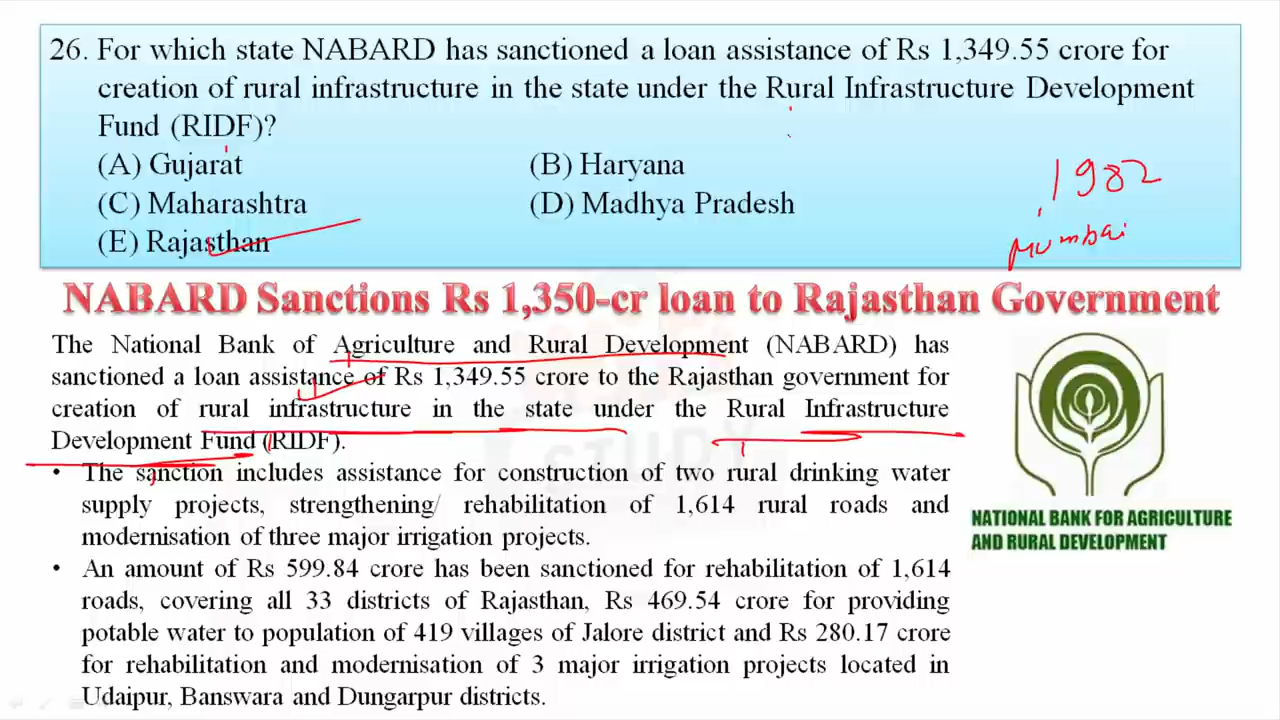 26. For which state NABARD has sanctioned a loan assistance of Rs 1,349.55 crore for
creation of rural infrastructure in the state under the Rural Infrastructure Development
Fund (RIDF)?
(A) Gujarat (B) Haryana
(C) Maharashtra (D) Madhya Pradesh
(E) Rajasthan
1982
Mumbai
NABARD Sanctions Rs 1,350-cr loan to Rajasthan Government
The National Bank of Agriculture and Rural Development (NABARD) has
sanctioned a loan assistance of Rs 1,349.55 crore to the Rajasthan government for
creation of rural infrastructure in the state under the Rural Infrastructure
Development Fund (RIDF).
• The sanction includes assistance for construction of two rural drinking water
supply projects, strengthening/ rehabilitation of 1,614 rural roads and
modernisation of three major irrigation projects.
• An amount of Rs 599.84 crore has been sanctioned for rehabilitation of 1,614
roads, covering all 33 districts of Rajasthan, Rs 469.54 crore for providing
potable water to population of 419 villages of Jalore district and Rs 280.17 crore
for rehabilitation and modernisation of 3 major irrigation projects located in
Udaipur, Banswara and Dungarpur districts.
NATIONAL BANK FOR AGRICULTURE
AND RURAL DEVELOPMENT
STUDY